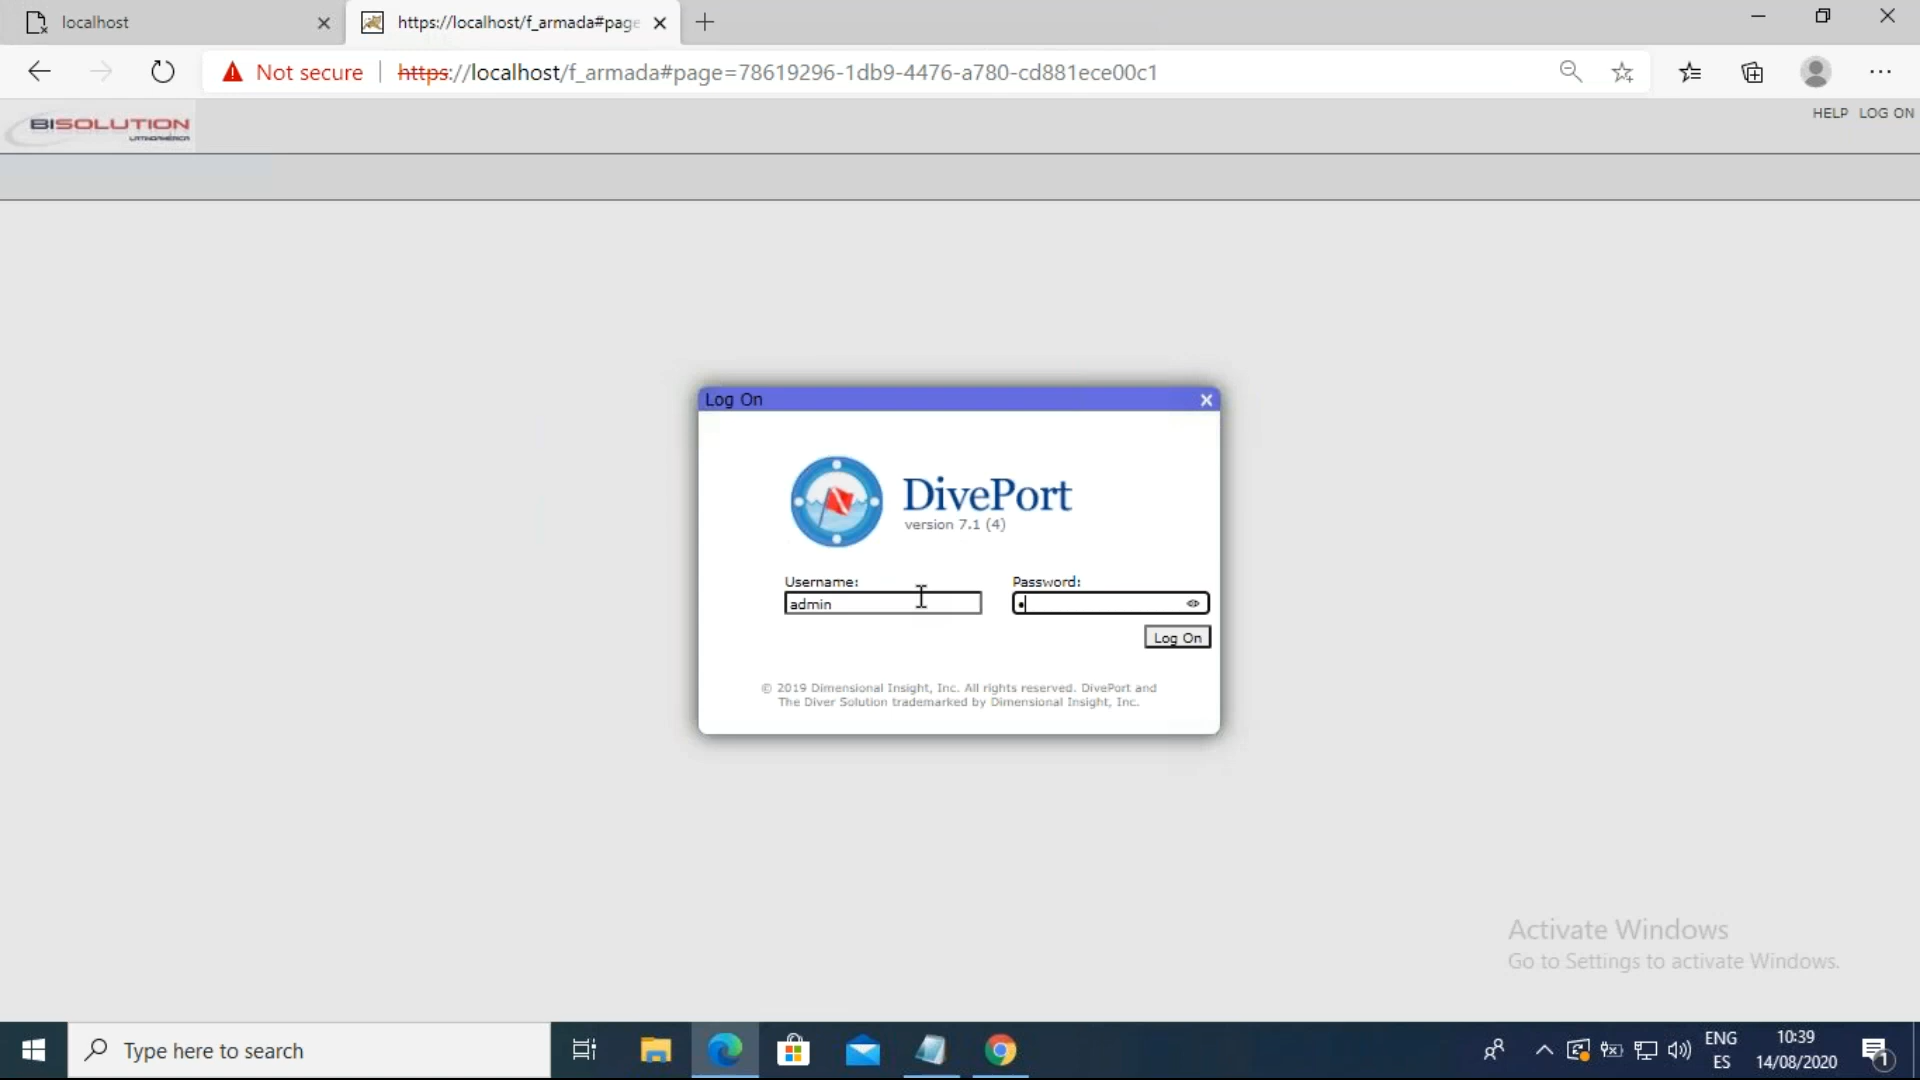 localhost
https://localhost/f_armada#page
Not secure
https://localhost/f_armada#page=78619296-1db9-4476-a780-cd881ece00c1
BISOLUTION
LATINOAMÉRICA
HELP LOG ON
Log On
DivePort
version 7.1 (4)
Username:
Password:
admin
Log On
© 2019 Dimensional Insight, Inc. All rights reserved. DivePort and
The Diver Solution trademarked by Dimensional Insight, Inc.
Activate Windows
Go to Settings to activate Windows.
Type here to search
ENG
ES
10:39
14/08/2020
1